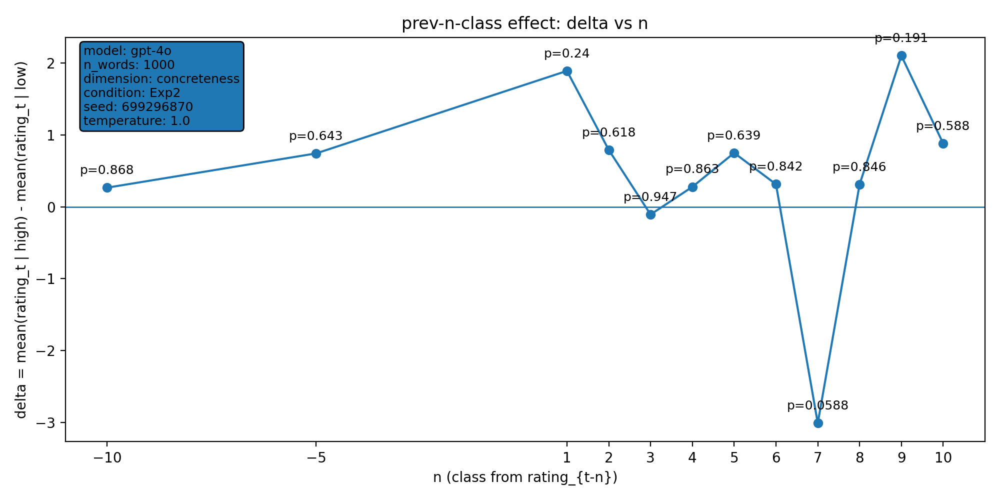 prev-n-class effect: delta vs n
model: gpt-4o
n_words: 1000
dimension: concreteness
condition: Exp2
seed: 699296870
temperature: 1.0
p=0.868
p=0.643
p=0.24
p=0.618
p=0.947
p=0.863
p=0.639
p=0.842
p=0.0588
p=0.846
p=0.191
p=0.588
delta = mean(rating_t | high) - mean(rating_t | low)
2
1
0
−1
−2
−3
−10 −5 1 2 3 4 5 6 7 8 9 10
n (class from rating_{t-n})